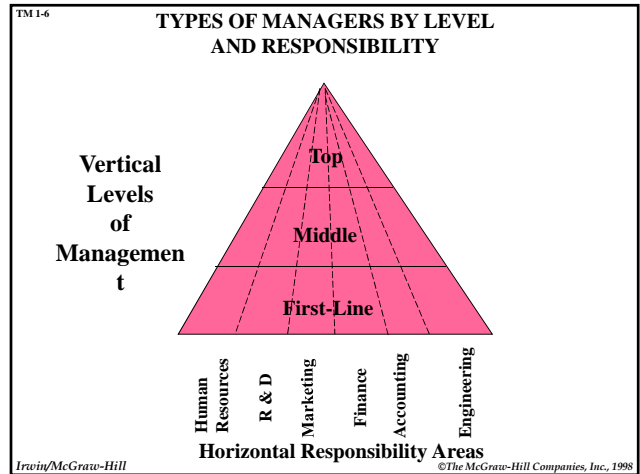 TM 1-6
TYPES OF MANAGERS BY LEVEL
AND RESPONSIBILITY
Vertical
Levels
of
Managemen
t
Top
Middle
First-Line
Human
Resources
R & D
Marketing
Finance
Accounting
Engineering
Horizontal Responsibility Areas
Irwin/McGraw-Hill
©The McGraw-Hill Companies, Inc., 1998